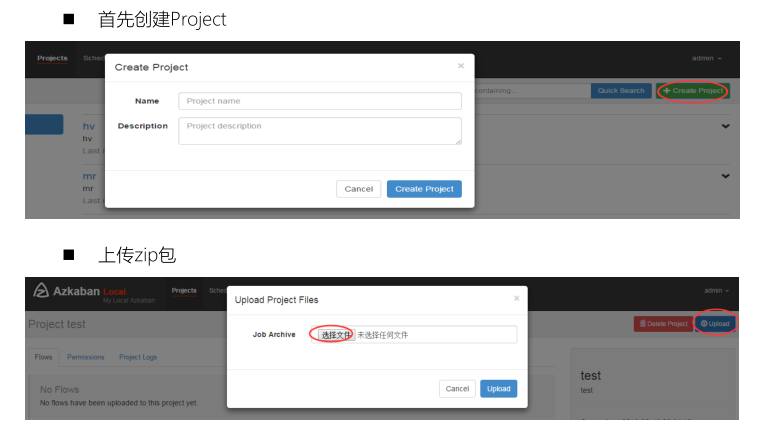 ■ 首先创建Project
Projects Sched
admin
Create Project ×
containing...
Quick Search
+ Create Project
Name Project name
Description Project description
hv
hv
Last
mr
mr
Last
Cancel Create Project
■ 上传zip包
Azkaban Local
My Local Azkaban
Projects Sched
admin
Upload Project Files ×
Project test
Delete Project Upload
Job Archive 选择文件 未选择任何文件
Flows Permissions Project Logs
No Flows
No flows have been uploaded to this project yet.
Cancel Upload
test
test